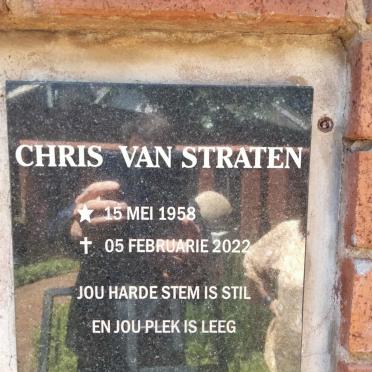 CHRIS VAN STRATEN
★ 15 MEI 1958
✝ 05 FEBRUARIE 2022
JOU HARDE STEM IS STIL
EN JOU PLEK IS LEEG